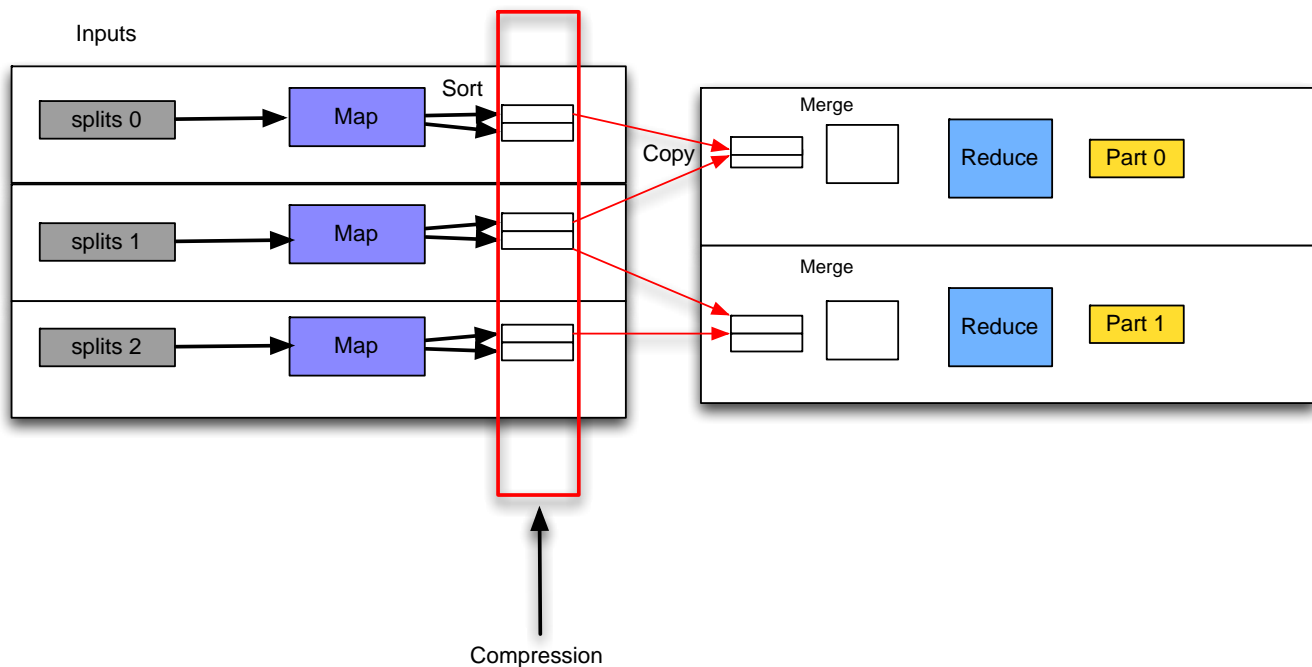 Inputs
splits 0
Map
Sort
splits 1
Map
splits 2
Map
Copy
Merge
Reduce
Part 0
Merge
Reduce
Part 1
Compression